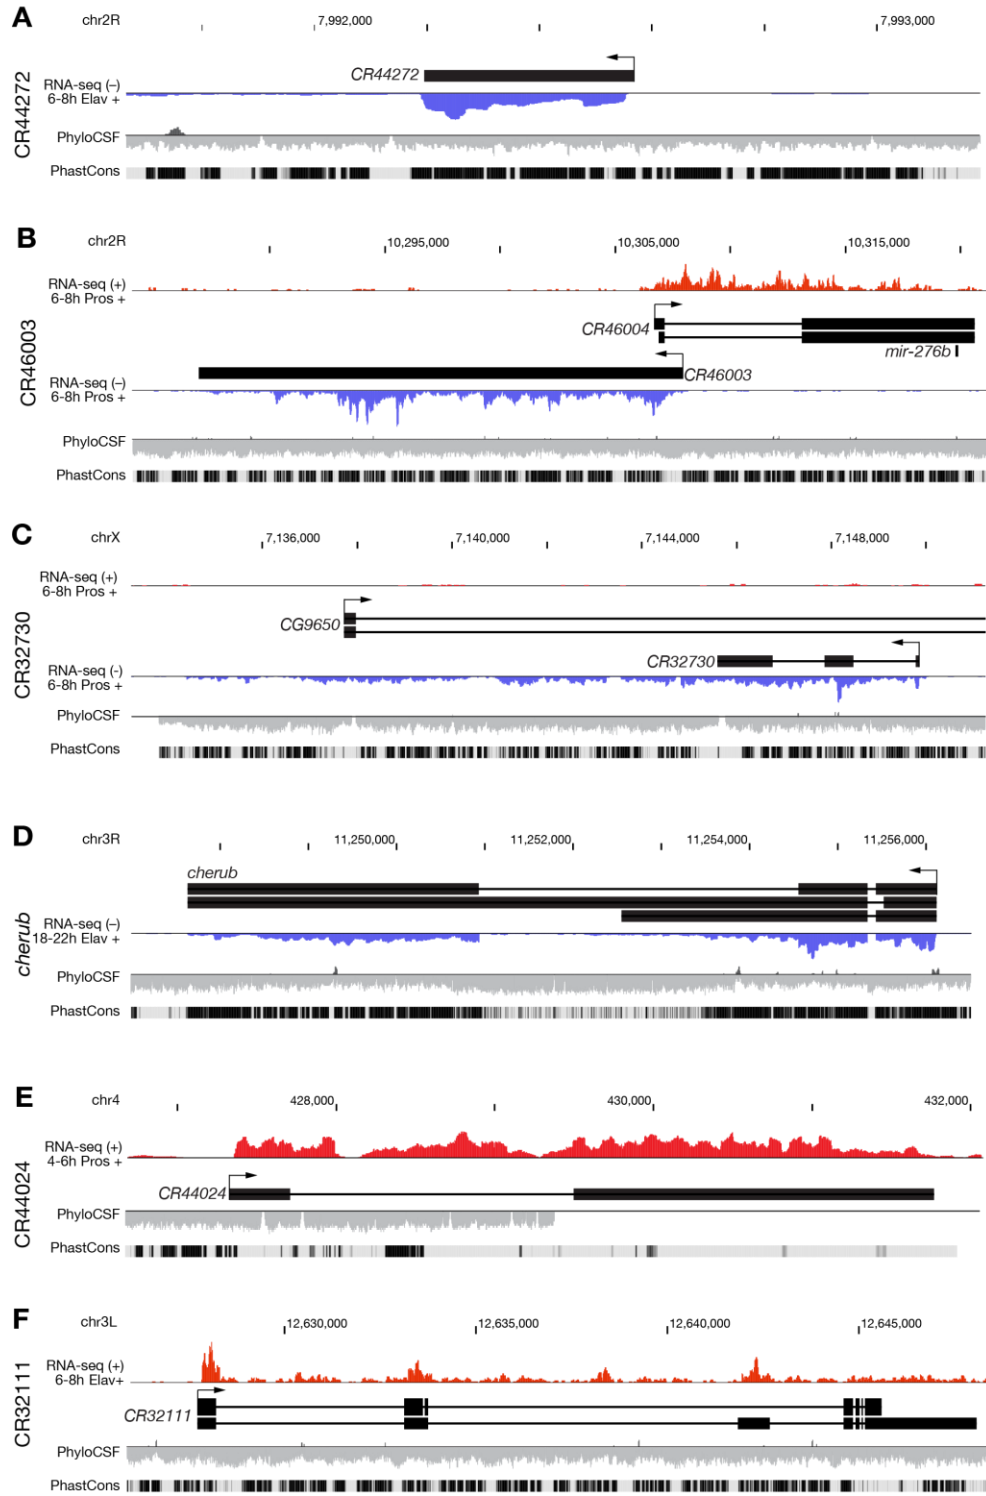 A
chr2R
7,992,000
7,993,000
CR44272
CR44272
RNA-seq (–)
6-8h Elav +
PhyloCSF
PhastCons
B
chr2R
10,295,000
10,305,000
10,315,000
CR46003
RNA-seq (+)
6-8h Pros +
CR46004
mir-276b
RNA-seq (–)
6-8h Pros +
CR46003
PhyloCSF
PhastCons
C
chrX
7,136,000
7,140,000
7,144,000
7,148,000
CR32730
RNA-seq (+)
6-8h Pros +
CG9650
CR32730
RNA-seq (-)
6-8h Pros +
PhyloCSF
PhastCons
D
chr3R
11,250,000
11,252,000
11,254,000
11,256,000
cherub
cherub
RNA-seq (–)
18-22h Elav +
PhyloCSF
PhastCons
E
chr4
428,000
430,000
432,000
CR44024
RNA-seq (+)
4-6h Pros +
CR44024
PhyloCSF
PhastCons
F
chr3L
12,630,000
12,635,000
12,640,000
12,645,000
CR32111
RNA-seq (+)
6-8h Elav+
CR32111
PhyloCSF
PhastCons